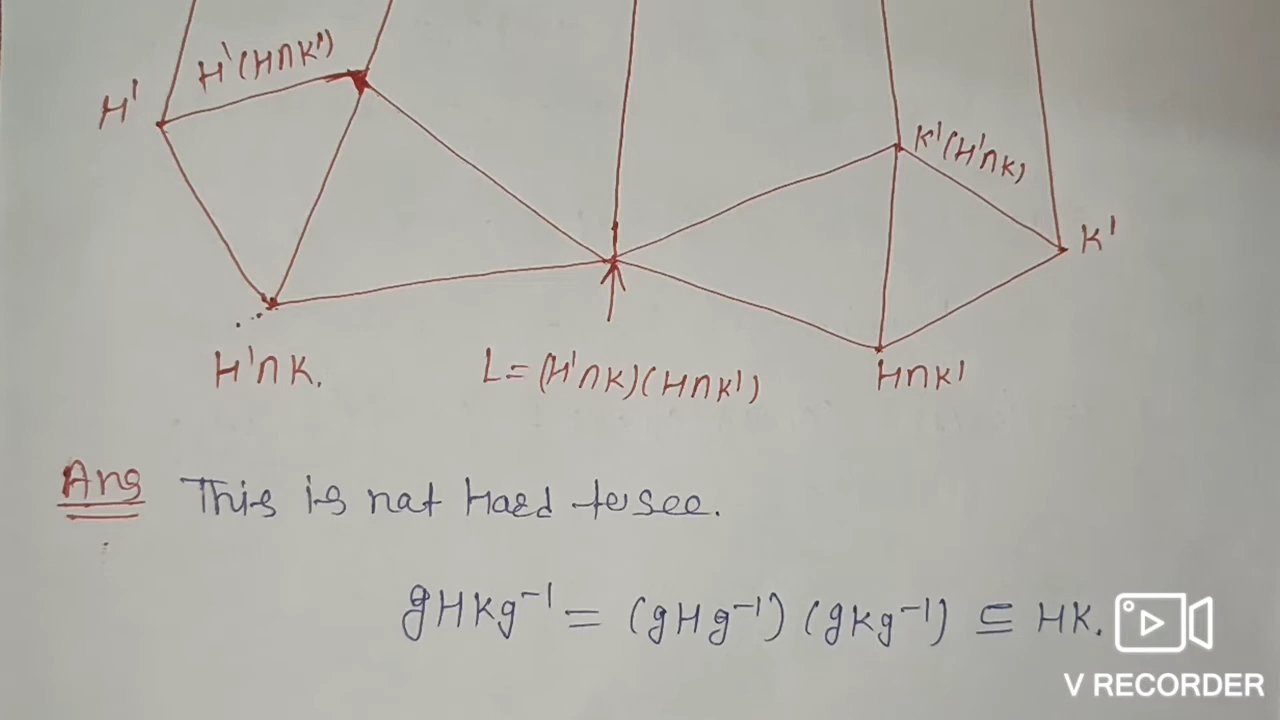 H'(H∩K')
H'
K'(H'∩K)
K'
H'∩K.
L=(H'∩K)(H∩K')
H∩K'
Ans This is not Hard to see.
gHKg⁻¹ = (gHg⁻¹)(gKg⁻¹) ⊆ HK.
V RECORDER